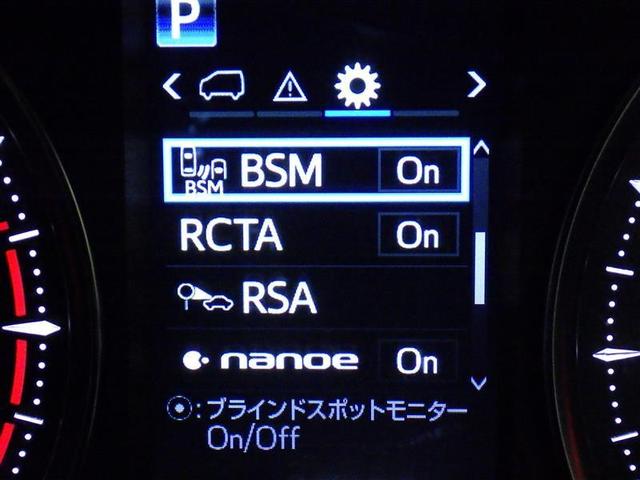 P
BSM BSM On
RCTA On
RSA
nanoe On
:ブラインドスポットモニター
On/Off